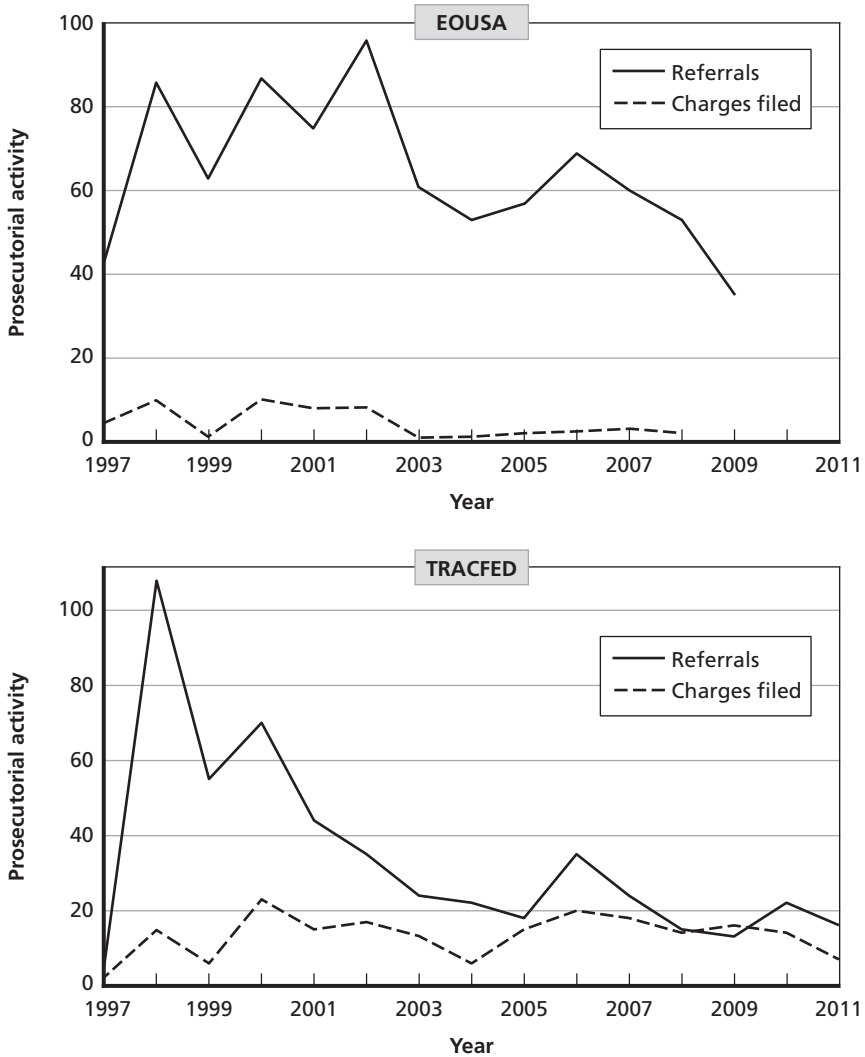 EOUSA
100
80
60
40
20
0
Prosecutorial activity
Referrals
Charges filed
1997 1999 2001 2003 2005 2007 2009 2011
Year
TRACFED
100
80
60
40
20
0
Prosecutorial activity
Referrals
Charges filed
1997 1999 2001 2003 2005 2007 2009 2011
Year